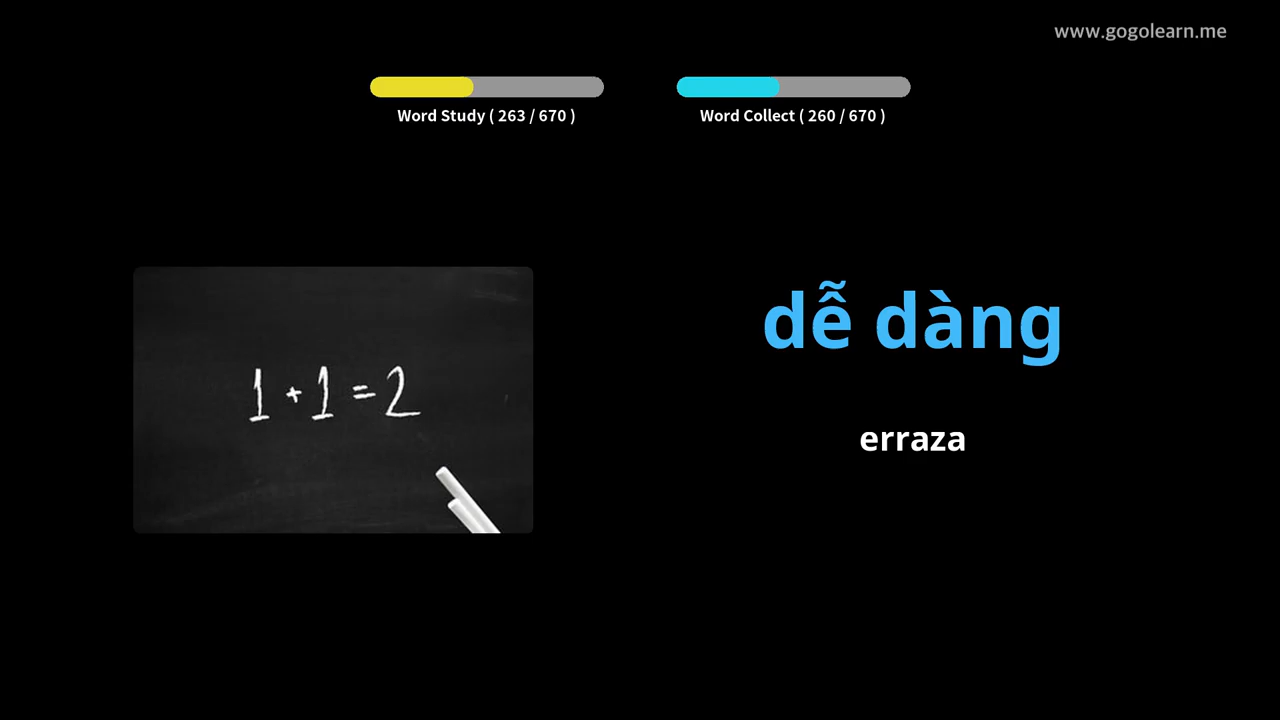 www.gogolearn.me
Word Study ( 263 / 670 )
Word Collect ( 260 / 670 )
1 + 1 = 2
dễ dàng
erraza